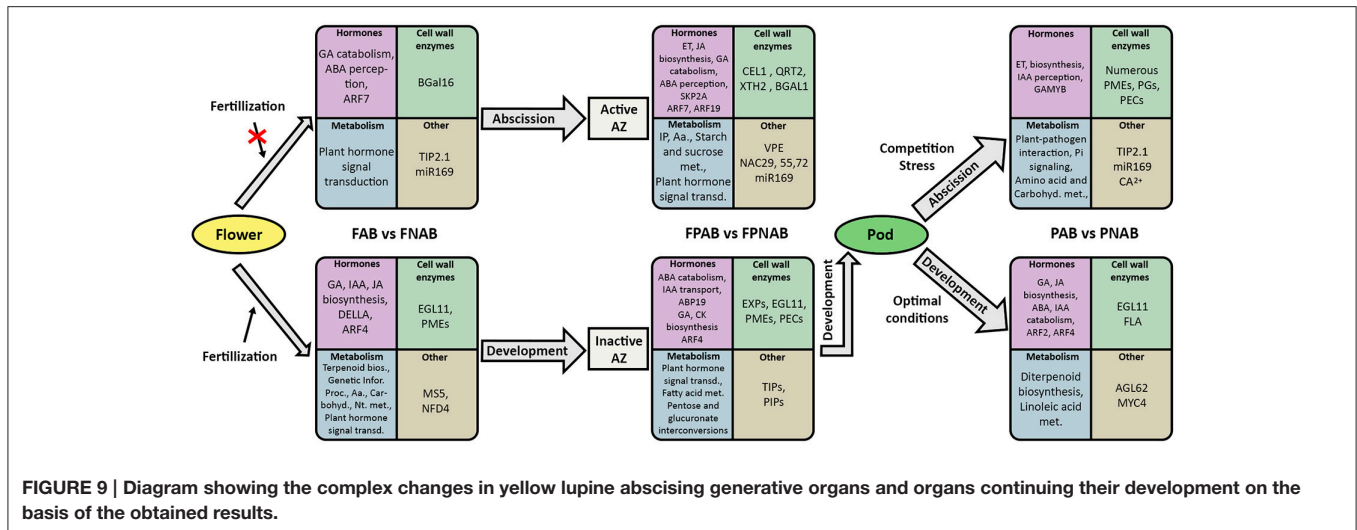 Hormones
GA catabolism,
ABA percep-
tion,
ARF7
Cell wall
enzymes
BGal16
Metabolism
Plant hormone
signal
transduction
Other
TIP2.1
miR169
Fertillization
Abscission
Active
AZ
Hormones
ET, JA
biosynthesis, GA
catabolism,
ABA perception,
SKP2A
ARF7, ARF19
Cell wall
enzymes
CEL1 , QRT2,
XTH2 , BGAL1
Metabolism
IP, Aa., Starch
and sucrose
met.,
Plant hormone
signal transd.
Other
VPE
NAC29, 55,72
miR169
Competition
Stress
Abscission
Hormones
ET, biosynthesis,
IAA perception,
GAMYB
Cell wall
enzymes
Numerous
PMEs, PGs,
PECs
Metabolism
Plant-pathogen
interaction, Pi
signaling,
Amino acid and
Carbohyd. met.,
Other
TIP2.1
miR169
CA²⁺
Flower
FAB vs FNAB
FPAB vs FPNAB
Pod
PAB vs PNAB
Fertillization
Hormones
GA, IAA, JA
biosynthesis,
DELLA,
ARF4
Cell wall
enzymes
EGL11,
PMEs
Metabolism
Terpenoid bios.,
Genetic Infor.
Proc., Aa., Car-
bohyd., Nt. met.,
Plant hormone
signal transd.
Other
MS5,
NFD4
Development
Inactive
AZ
Hormones
ABA catabolism,
IAA transport,
ABP19
GA, CK
biosynthesis
ARF4
Cell wall
enzymes
EXPs, EGL11,
PMEs, PECs
Metabolism
Plant hormone
signal transd.,
Fatty acid met.
Pentose and
glucuronate
interconversions
Other
TIPs,
PIPs
Development
Development
Optimal
conditions
Hormones
GA, JA
biosynthesis,
ABA, IAA
catabolism,
ARF2, ARF4
Cell wall
enzymes
EGL11
FLA
Metabolism
Diterpenoid
biosynthesis,
Linoleic acid
met.
Other
AGL62
MYC4
FIGURE 9 | Diagram showing the complex changes in yellow lupine abscising generative organs and organs continuing their development on the
basis of the obtained results.